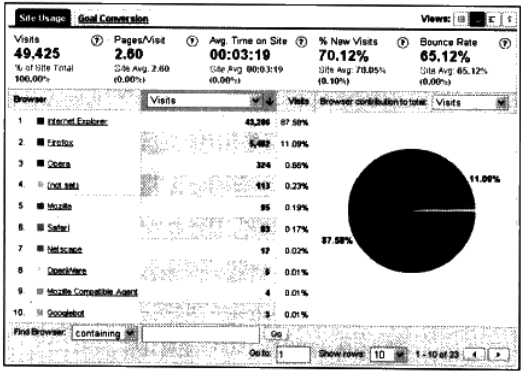 Site Usage Goal Conversion Views:
Visits Pages/Visit Avg. Time on Site % New Visits Bounce Rate
49,425 2.60 00:03:19 70.12% 65.12%
% of Site Total Site Avg: 2.60 Site Avg: 00:03:19 Site Avg: 70.05% Site Avg: 65.12%
100.00% (0.00%) (0.00%) (0.10%) (0.00%)
Browser Visits Visits Browser contribution to total: Visits
1. Internet Explorer 43,286 87.58%
2. Firefox 5,482 11.09%
3. Opera 324 0.66%
4. (not set) 113 0.23%
5. Mozilla 95 0.19%
6. Safari 83 0.17%
7. Netscape 12 0.02%
8. OpenWare 0.01%
9. Mozilla Compatible Agent 4 0.01%
10. Googlebot 3 0.01%
11.09%
87.58%
Find Browser: containing Go
Go to: 1 Show rows: 10 1 - 10 of 23